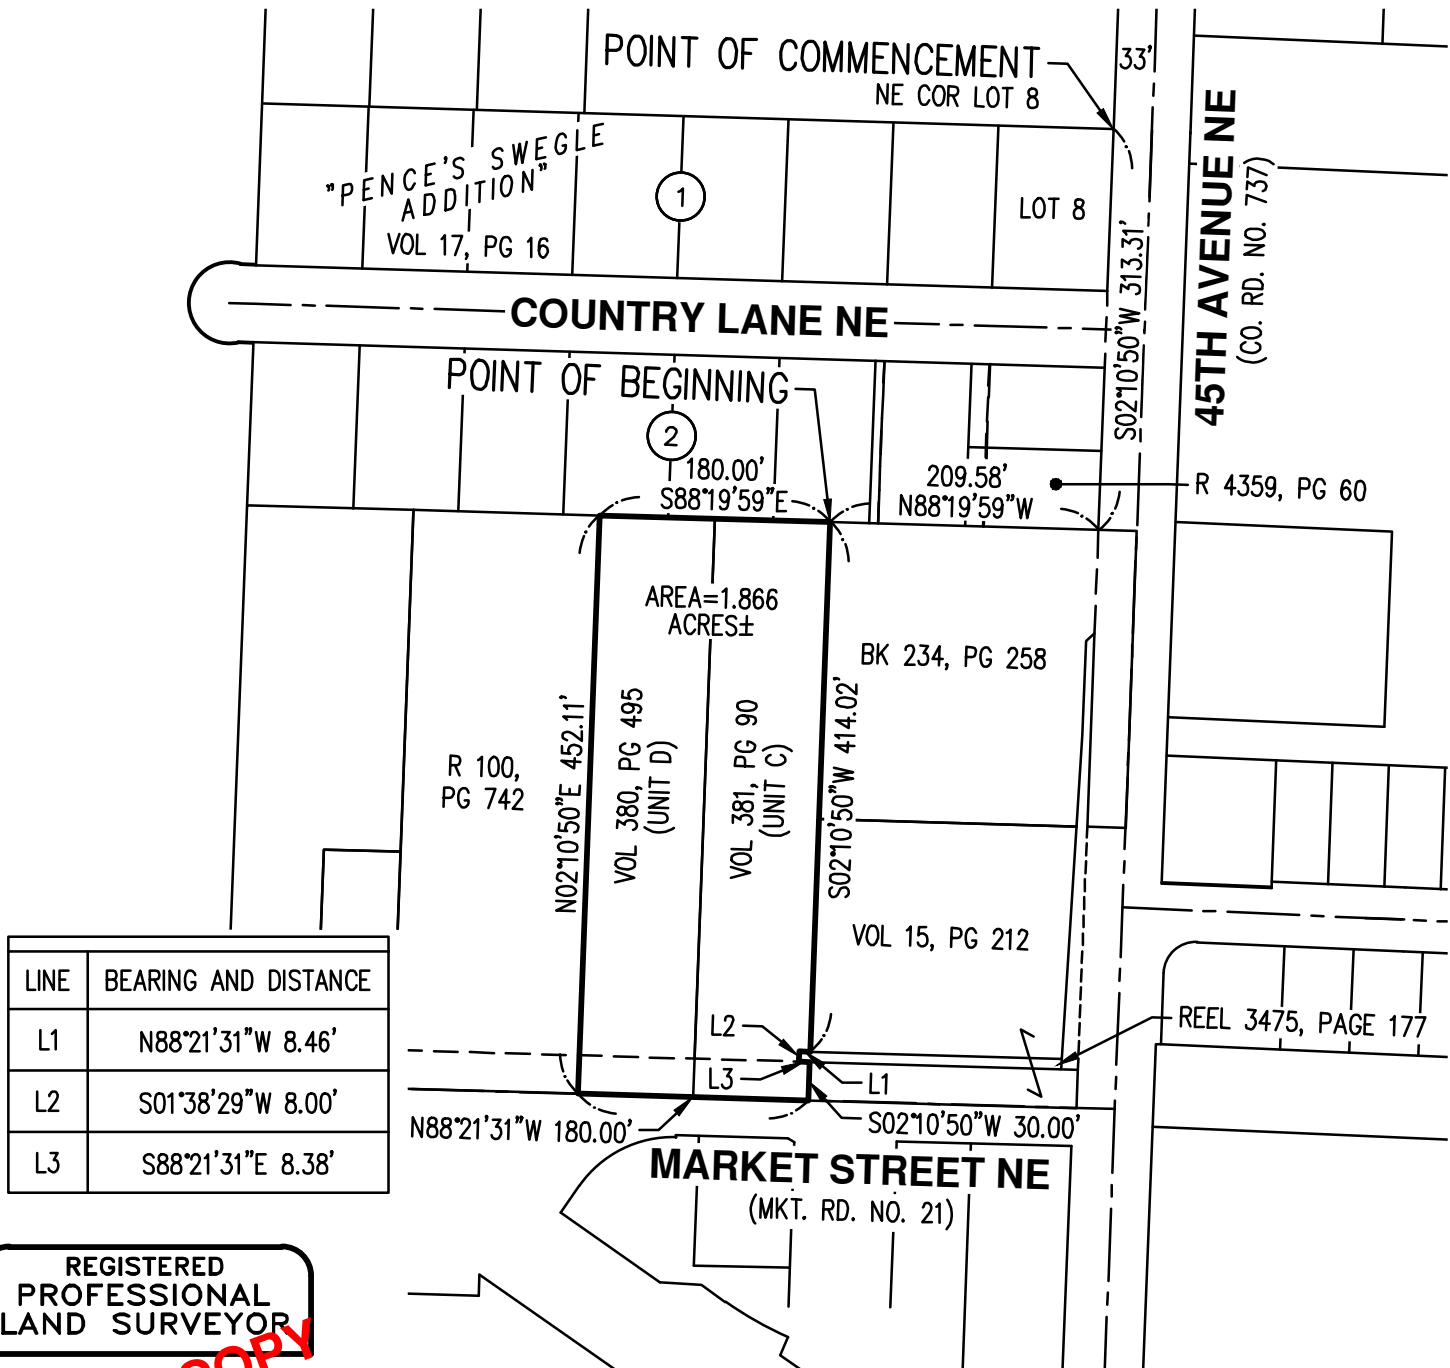 POINT OF COMMENCEMENT
NE COR LOT 8
33'
"PENCE'S SWEGLE
ADDITION"
VOL 17, PG 16
1
LOT 8
S02°10'50"W 313.31'
45TH AVENUE NE
(CO. RD. NO. 737)
COUNTRY LANE NE
POINT OF BEGINNING
2
180.00'
S88°19'59"E
209.58'
N88°19'59"W
R 4359, PG 60
AREA=1.866
ACRES±
BK 234, PG 258
N02°10'50"E 452.11'
VOL 380, PG 495
(UNIT D)
VOL 381, PG 90
(UNIT C)
S02°10'50"W 414.02'
R 100,
PG 742
VOL 15, PG 212
LINE BEARING AND DISTANCE
L1 N88°21'31"W 8.46'
L2 S01°38'29"W 8.00'
L3 S88°21'31"E 8.38'
L2
L3
L1
REEL 3475, PAGE 177
N88°21'31"W 180.00'
S02°10'50"W 30.00'
MARKET STREET NE
(MKT. RD. NO. 21)
REGISTERED
PROFESSIONAL
LAND SURVEYOR
COPY